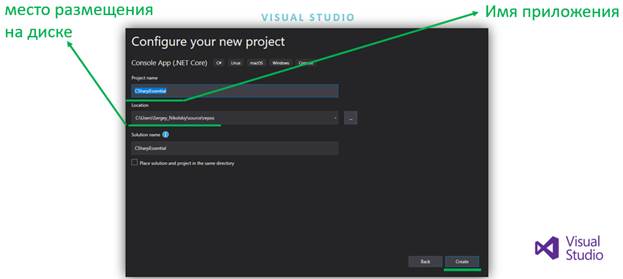 место размещения
на диске
VISUAL STUDIO
Имя приложения
Configure your new project
Console App (.NET Core) C# Linux macOS Windows Console
Project name
CSharpEssential
Location
C:\Users\Sergey_Nikolsky\source\repos
...
Solution name
CSharpEssential
Place solution and project in the same directory
Back
Create
Visual
Studio